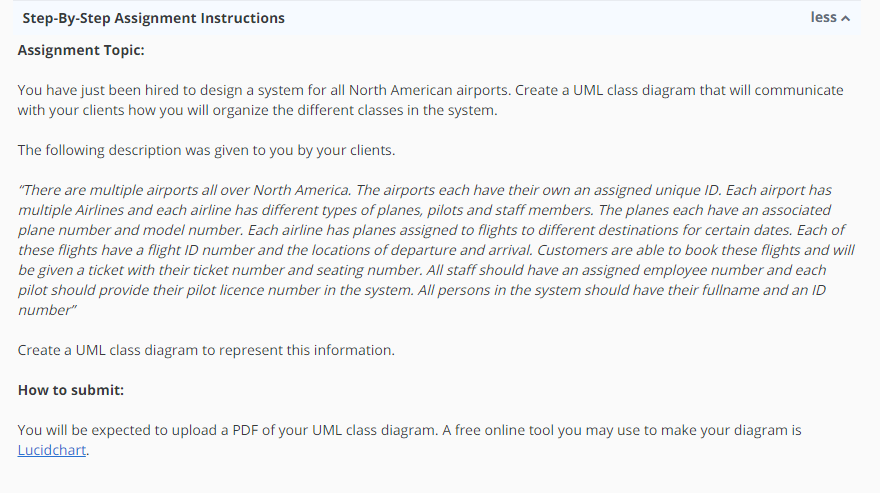 Step-By-Step Assignment Instructions
less
Assignment Topic:
You have just been hired to design a system for all North American airports. Create a UML class diagram that will communicate
with your clients how you will organize the different classes in the system.
The following description was given to you by your clients.
“There are multiple airports all over North America. The airports each have their own an assigned unique ID. Each airport has
multiple Airlines and each airline has different types of planes, pilots and staff members. The planes each have an associated
plane number and model number. Each airline has planes assigned to flights to different destinations for certain dates. Each of
these flights have a flight ID number and the locations of departure and arrival. Customers are able to book these flights and will
be given a ticket with their ticket number and seating number. All staff should have an assigned employee number and each
pilot should provide their pilot licence number in the system. All persons in the system should have their fullname and an ID
number”
Create a UML class diagram to represent this information.
How to submit:
You will be expected to upload a PDF of your UML class diagram. A free online tool you may use to make your diagram is
Lucidchart.